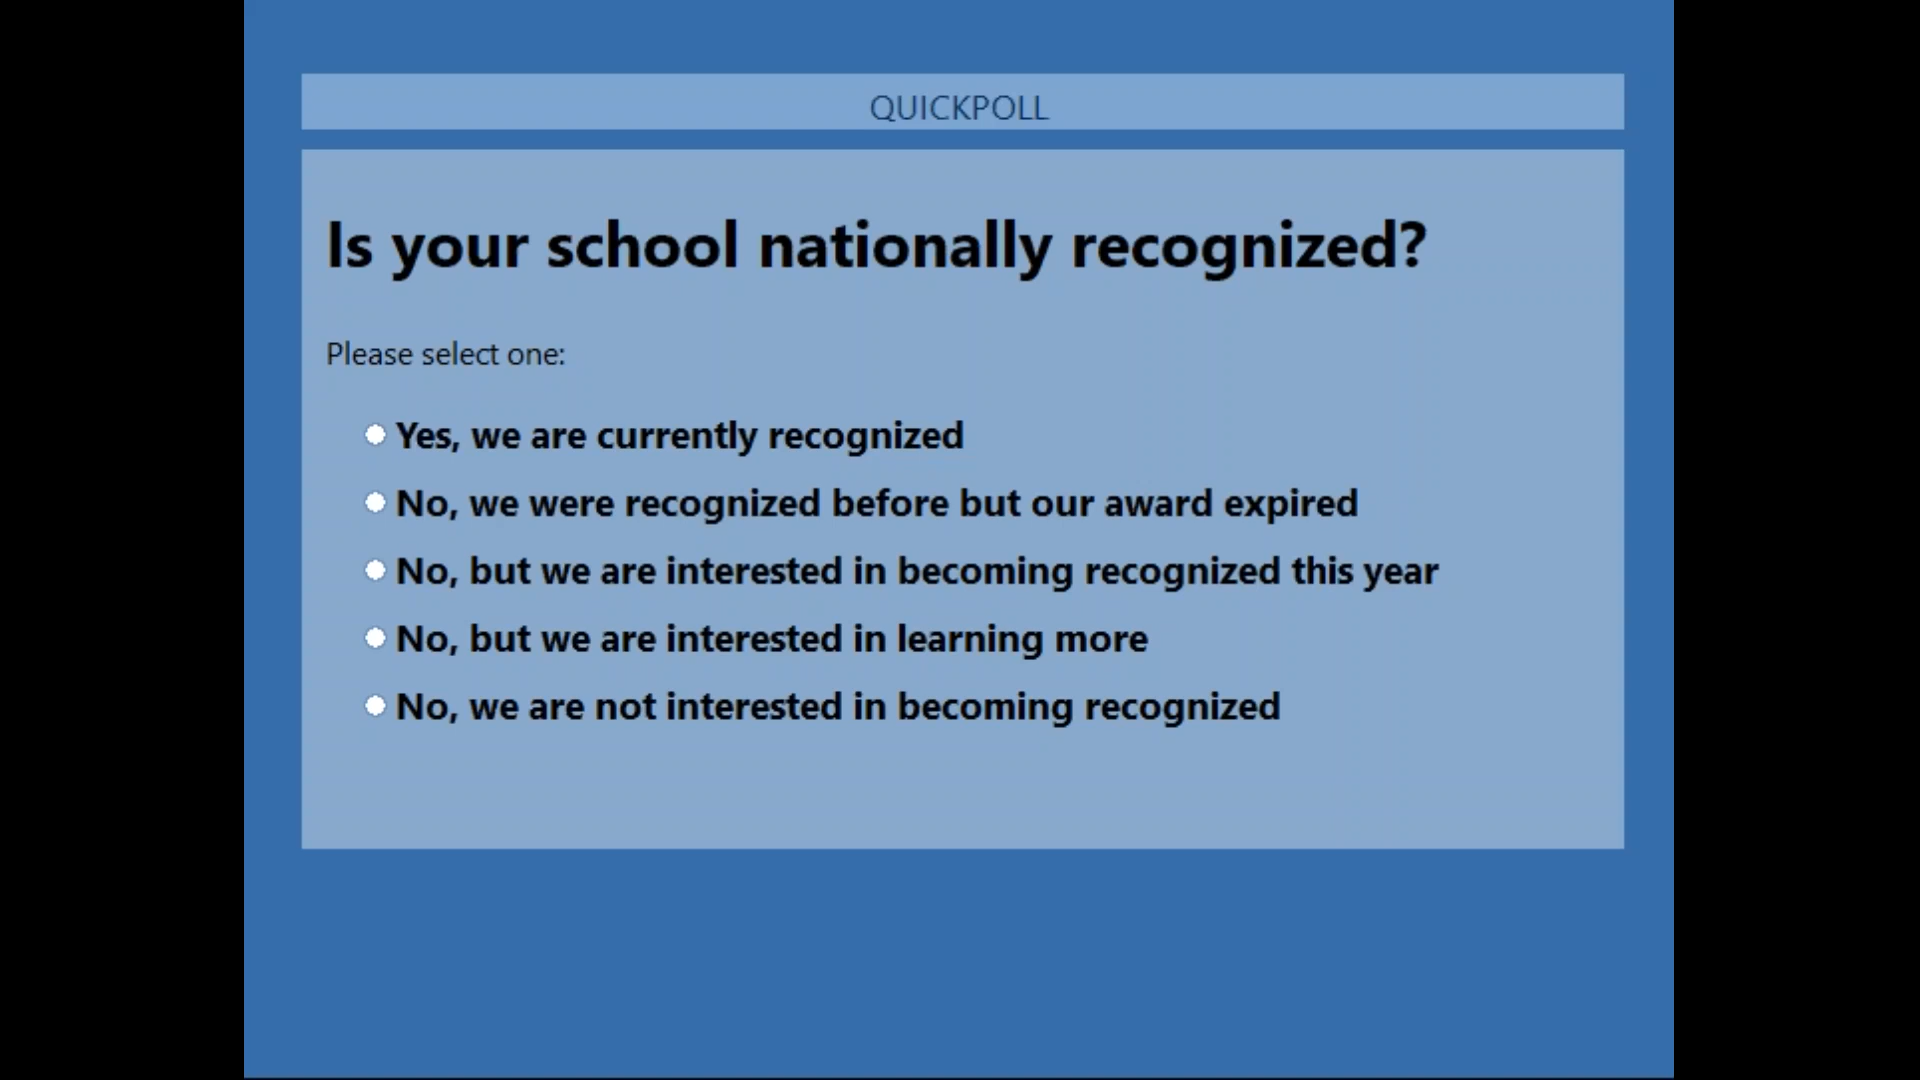 QUICKPOLL
Is your school nationally recognized?
Please select one:
Yes, we are currently recognized
No, we were recognized before but our award expired
No, but we are interested in becoming recognized this year
No, but we are interested in learning more
No, we are not interested in becoming recognized